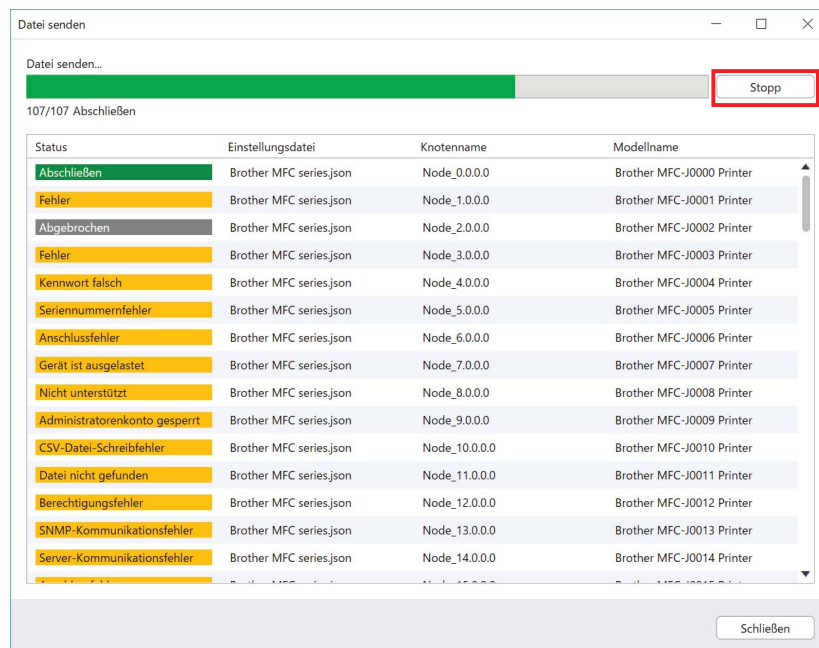 Datei senden
Datei senden...
Stopp
107/107 Abschließen
Status Einstellungsdatei Knotenname Modellname
Abschließen Brother MFC series.json Node_0.0.0.0 Brother MFC-J0000 Printer
Fehler Brother MFC series.json Node_1.0.0.0 Brother MFC-J0001 Printer
Abgebrochen Brother MFC series.json Node_2.0.0.0 Brother MFC-J0002 Printer
Fehler Brother MFC series.json Node_3.0.0.0 Brother MFC-J0003 Printer
Kennwort falsch Brother MFC series.json Node_4.0.0.0 Brother MFC-J0004 Printer
Seriennummernfehler Brother MFC series.json Node_5.0.0.0 Brother MFC-J0005 Printer
Anschlussfehler Brother MFC series.json Node_6.0.0.0 Brother MFC-J0006 Printer
Gerät ist ausgelastet Brother MFC series.json Node_7.0.0.0 Brother MFC-J0007 Printer
Nicht unterstützt Brother MFC series.json Node_8.0.0.0 Brother MFC-J0008 Printer
Administratorenkonto gesperrt Brother MFC series.json Node_9.0.0.0 Brother MFC-J0009 Printer
CSV-Datei-Schreibfehler Brother MFC series.json Node_10.0.0.0 Brother MFC-J0010 Printer
Datei nicht gefunden Brother MFC series.json Node_11.0.0.0 Brother MFC-J0011 Printer
Berechtigungsfehler Brother MFC series.json Node_12.0.0.0 Brother MFC-J0012 Printer
SNMP-Kommunikationsfehler Brother MFC series.json Node_13.0.0.0 Brother MFC-J0013 Printer
Server-Kommunikationsfehler Brother MFC series.json Node_14.0.0.0 Brother MFC-J0014 Printer
Schließen